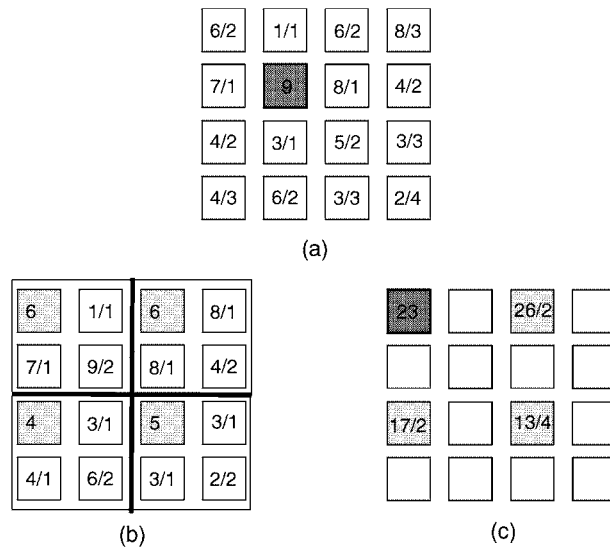 6/2 1/1 6/2 8/3
7/1 9 8/1 4/2
4/2 3/1 5/2 3/3
4/3 6/2 3/3 2/4
(a)
6 1/1 6 8/1
7/1 9/2 8/1 4/2
4 3/1 5 3/1
4/1 6/2 3/1 2/2
(b)
23 26/2
17/2 13/4
(c)